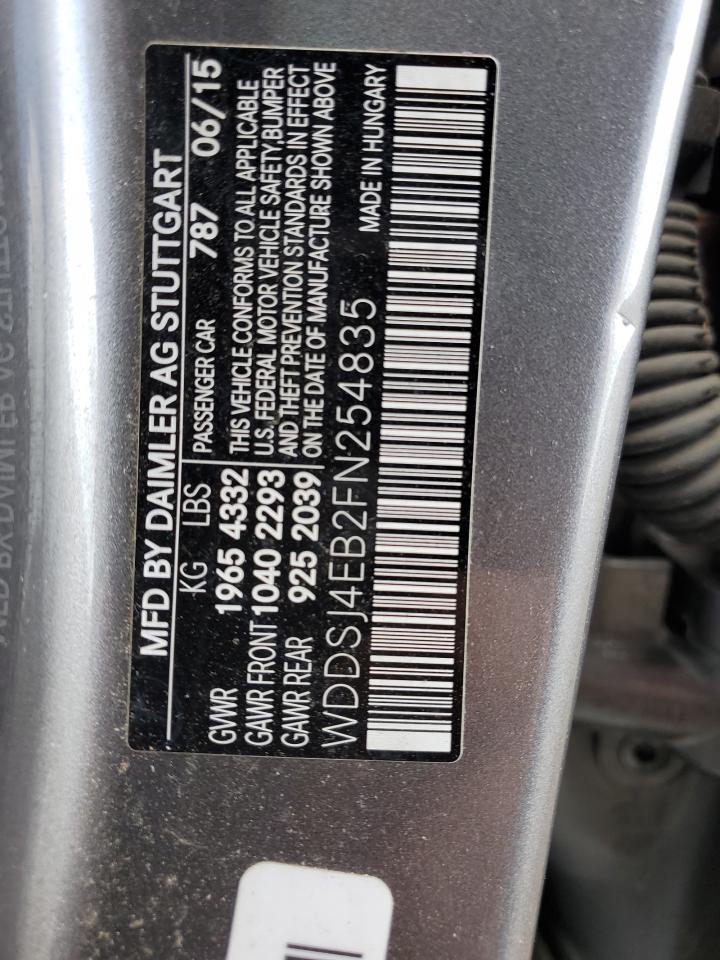 MFD BY DAIMLER AG STUTTGART
KG LBS PASSENGER CAR 787 06/15
GVWR 1965 4332 THIS VEHICLE CONFORMS TO ALL APPLICABLE
GAWR FRONT 1040 2293 U.S. FEDERAL MOTOR VEHICLE SAFETY BUMPER
GAWR REAR 925 2039 AND THEFT PREVENTION STANDARDS IN EFFECT
ON THE DATE OF MANUFACTURE SHOWN ABOVE
WDDSJ4EB2FN254835 MADE IN HUNGARY